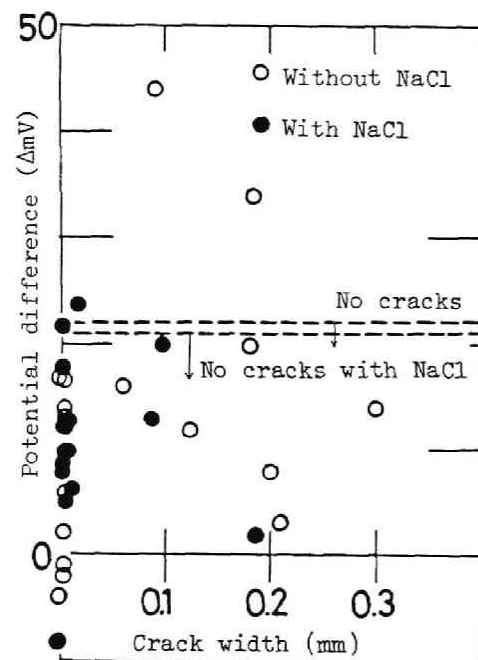 50
Without NaCl
With NaCl
Potential difference (ΔmV)
No cracks
No cracks with NaCl
0
0.1
0.2
0.3
Crack width (mm)